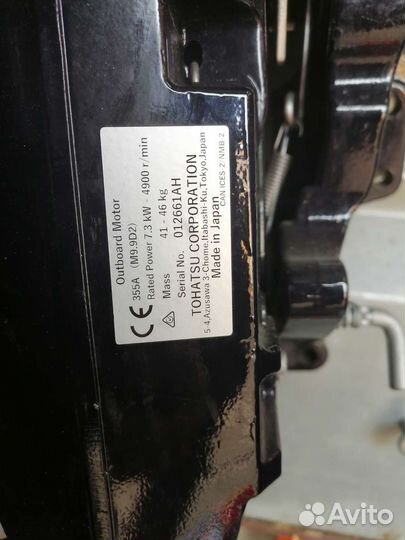 Outboard Motor
355A (M9.9D2)
Rated Power 7.3 kW - 4900 r/min
Mass 41 - 46 kg
Serial No. 012661AH
TOHATSU CORPORATION
5-4,Azusawa 3-Chome,Itabashi-Ku,Tokyo,Japan
Made in Japan
CAN ICES-2/NMB-2
CE
Avito